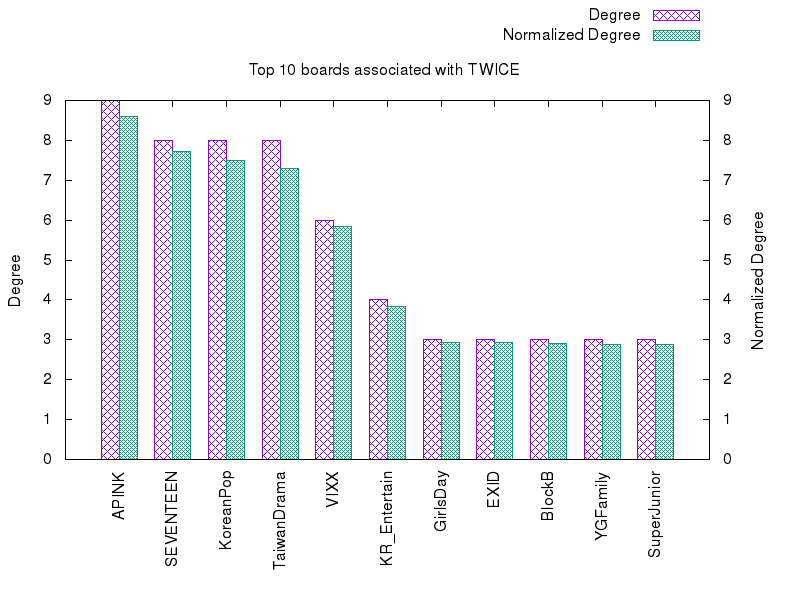 Degree
Normalized Degree
Top 10 boards associated with TWICE
9
8
7
6
5
4
3
2
1
0
Degree
9
8
7
6
5
4
3
2
1
0
Normalized Degree
APINK
SEVENTEEN
KoreanPop
TaiwanDrama
VIXX
KR_Entertain
GirlsDay
EXID
BlockB
YGFamily
SuperJunior